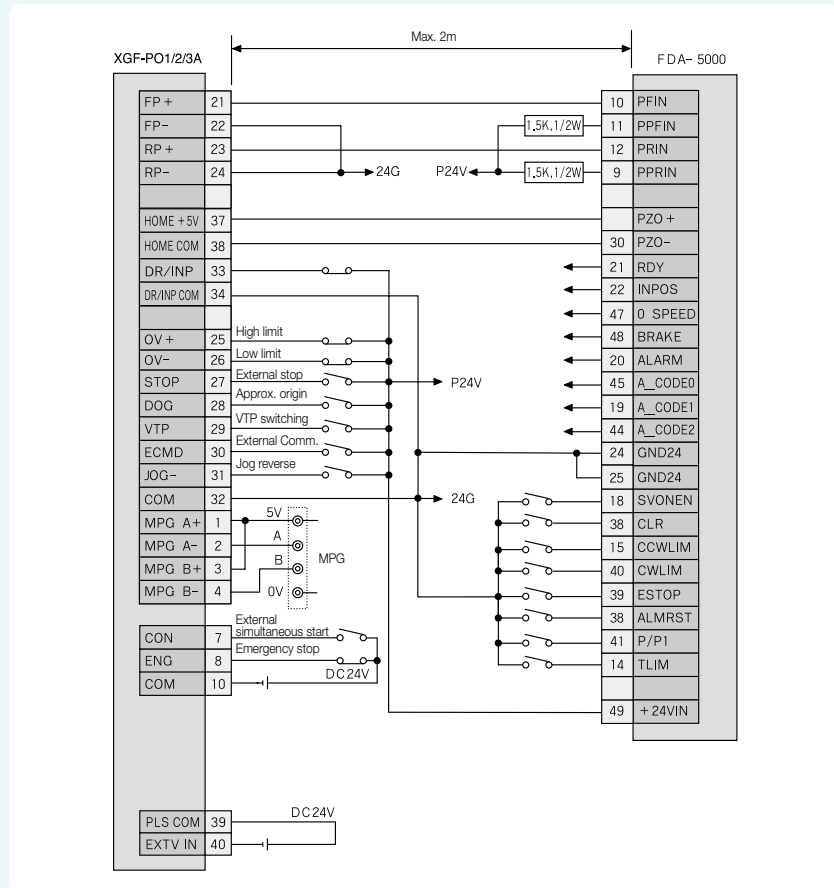 Max. 2m
XGF-PO1/2/3A
FDA- 5000
FP + 21
FP- 22
RP + 23
RP- 24
24G
P24V
1.5K,1/2W
1.5K,1/2W
10 PFIN
11 PPFIN
12 PRIN
9 PPRIN
HOME + 5V 37
HOME COM 38
DR/INP 33
DR/INP COM 34
PZO +
30 PZO-
21 RDY
22 INPOS
47 0 SPEED
48 BRAKE
20 ALARM
45 A_CODE0
19 A_CODE1
44 A_CODE2
24 GND24
25 GND24
18 SVONEN
38 CLR
15 CCWLIM
40 CWLIM
39 ESTOP
38 ALMRST
41 P/P1
14 TLIM
49 + 24VIN
OV + 25 High limit
OV- 26 Low limit
STOP 27 External stop
DOG 28 Approx. origin
VTP 29 VTP switching
ECMD 30 External Comm.
JOG- 31 Jog reverse
COM 32
P24V
24G
MPG A+ 1 5V
MPG A- 2 A
MPG B+ 3 B
MPG B- 4 0V
MPG
CON 7 External
simultaneous start
ENG 8 Emergency stop
COM 10 DC24V
PLS COM 39 DC24V
EXTV IN 40